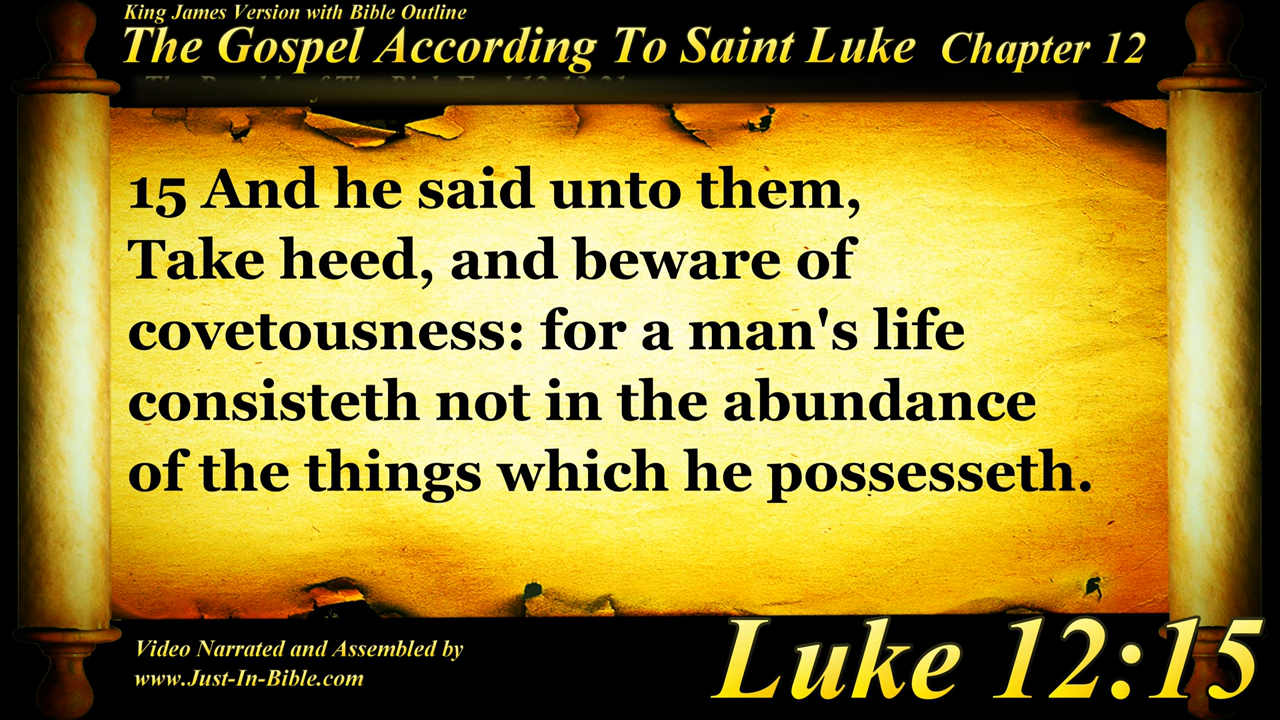 King James Version with Bible Outline
The Gospel According To Saint Luke Chapter 12
15 And he said unto them,
Take heed, and beware of
covetousness: for a man's life
consisteth not in the abundance
of the things which he possesseth.
Video Narrated and Assembled by
www.Just-In-Bible.com
Luke 12:15